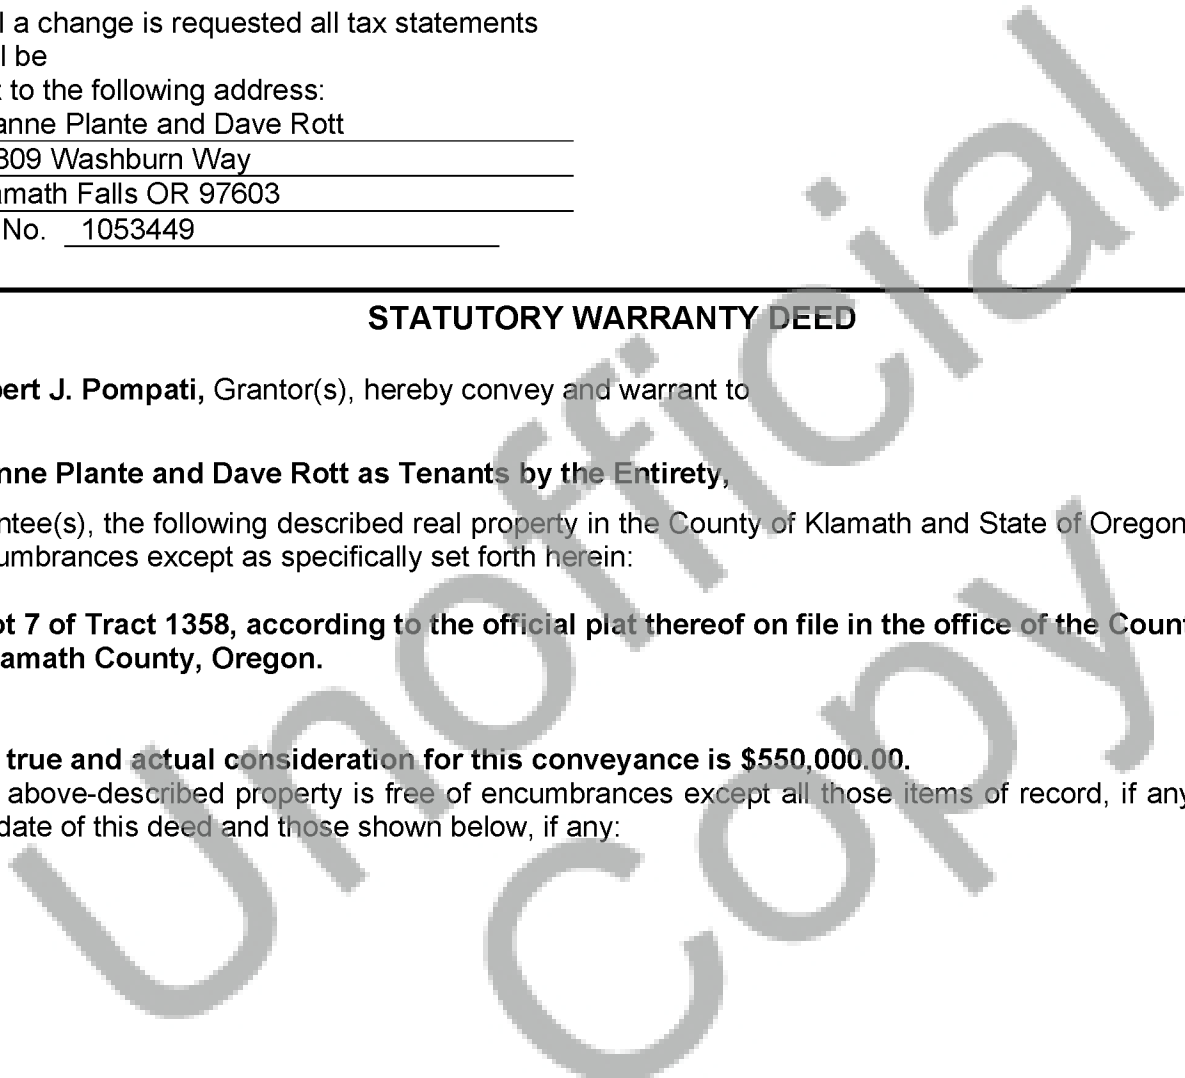 l a change is requested all tax statements
l be
t to the following address:
anne Plante and Dave Rott
309 Washburn Way
amath Falls OR 97603
No. 1053449
STATUTORY WARRANTY DEED
bert J. Pompati, Grantor(s), hereby convey and warrant to
nne Plante and Dave Rott as Tenants by the Entirety,
ntee(s), the following described real property in the County of Klamath and State of Oregon
umbrances except as specifically set forth herein:
ot 7 of Tract 1358, according to the official plat thereof on file in the office of the Count
lamath County, Oregon.
true and actual consideration for this conveyance is $550,000.00.
above-described property is free of encumbrances except all those items of record, if any
date of this deed and those shown below, if any:
Unofficial
Copy